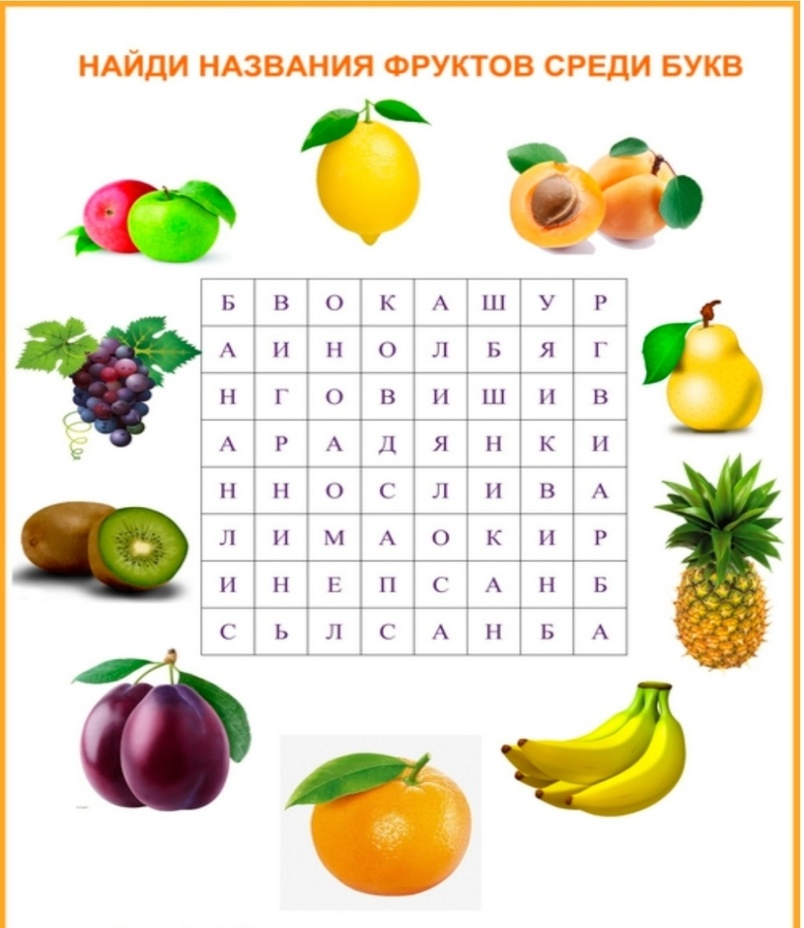 НАЙДИ НАЗВАНИЯ ФРУКТОВ СРЕДИ БУКВ
Б В О К А Ш У Р
А И Н О Л Б Я Г
Н Г О В И Ш И В
А Р А Д Я Н К И
Н Н О С Л И В А
Л И М А О К И Р
И Н Е П С А Н Б
С Ь Л С А Н Б А